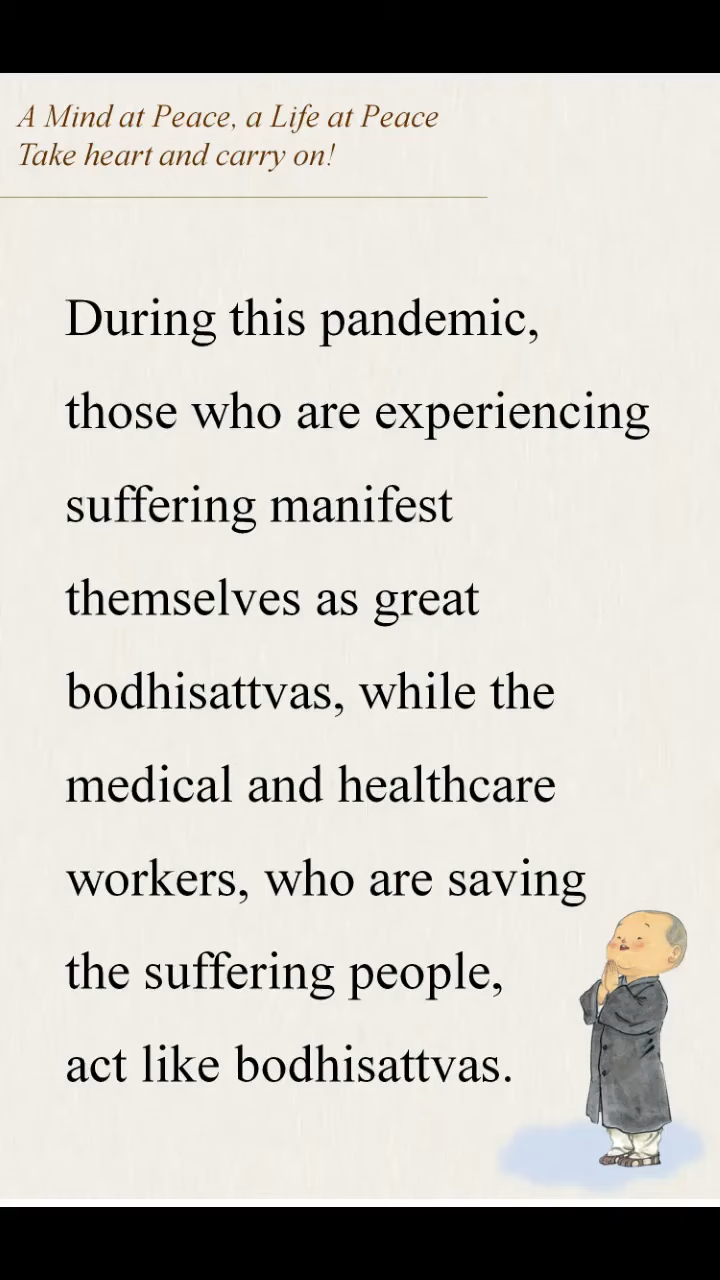 A Mind at Peace, a Life at Peace
Take heart and carry on!
During this pandemic,
those who are experiencing
suffering manifest
themselves as great
bodhisattvas, while the
medical and healthcare
workers, who are saving
the suffering people,
act like bodhisattvas.